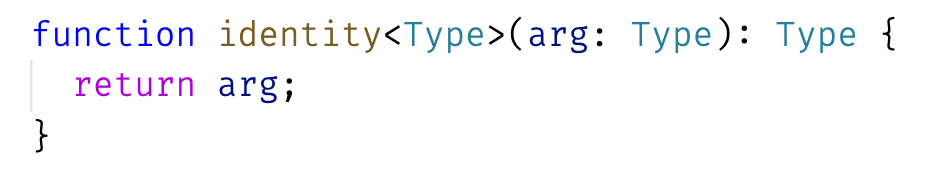 function identity<Type>(arg: Type): Type {
  return arg;
}